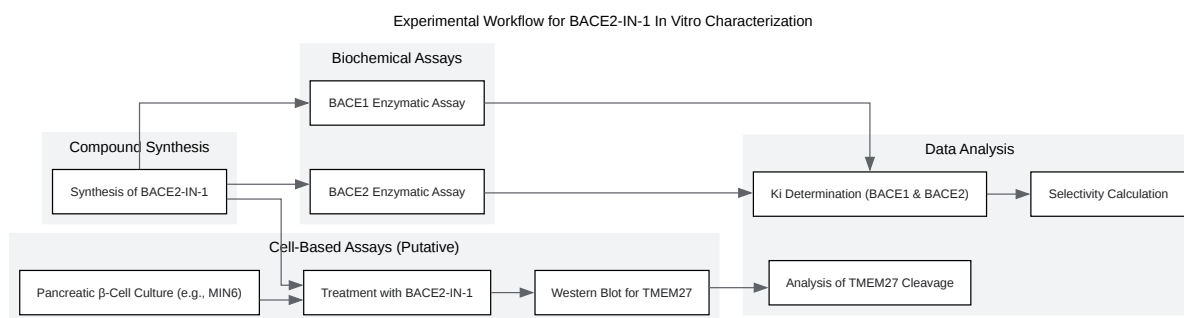 Experimental Workflow for BACE2-IN-1 In Vitro Characterization
Biochemical Assays
BACE1 Enzymatic Assay
Compound Synthesis
Data Analysis
Synthesis of BACE2-IN-1
BACE2 Enzymatic Assay
Ki Determination (BACE1 & BACE2)
Selectivity Calculation
Cell-Based Assays (Putative)
Pancreatic β-Cell Culture (e.g., MIN6)
Treatment with BACE2-IN-1
Western Blot for TMEM27
Analysis of TMEM27 Cleavage